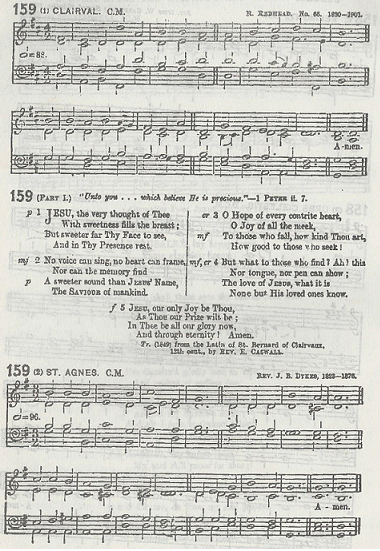 159 (1) CLAIRVAL. C.M. R. REDHEAD. No. 66. 1820–1901.
=88.
A-men.
159 (PART I.) "Unto you . . . which believe He is precious."—1 PETER ii. 7.
p 1 JESU, the very thought of Thee
With sweetness fills the breast;
But sweeter far Thy Face to see,
And in Thy Presence rest.
mf 2 No voice can sing, no heart can frame,
Nor can the memory find
p A sweeter sound than JESUS' Name,
The SAVIOUR of mankind.
cr 3 O Hope of every contrite heart,
O Joy of all the meek,
mf To those who fall, how kind Thou art,
How good to those who seek!
mf, cr 4 But what to those who find? Ah! this
Nor tongue, nor pen can show;
The love of JESUS, what it is
None but His loved ones know.
f 5 JESU, our only Joy be Thou,
As Thou our Prize wilt be;
In Thee be all our glory now,
And through eternity! Amen.
Tr. (1849) from the Latin of St. Bernard of Clairvaux,
12th cent., by REV. E. CASWALL.
159 (2) ST. AGNES. C.M. REV. J. B. DYKES, 1823–1876.
=96.
A - men.